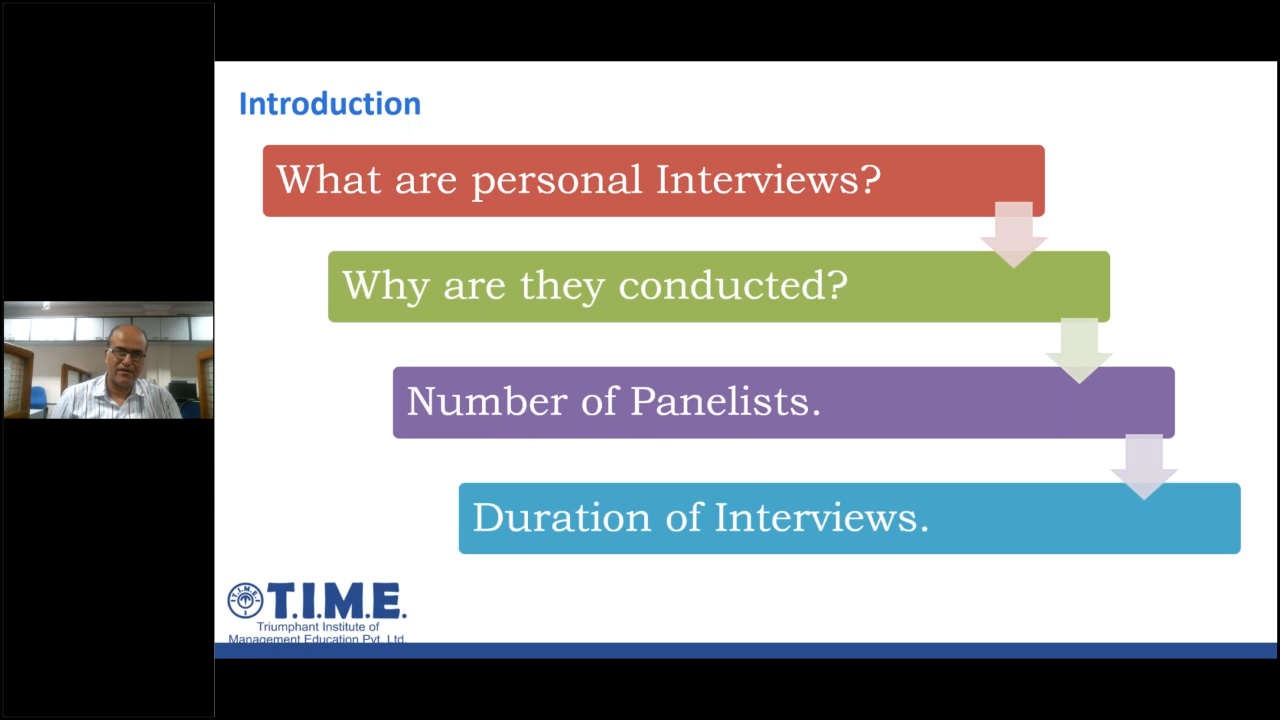 Introduction
What are personal Interviews?
Why are they conducted?
Number of Panelists.
Duration of Interviews.
T.I.M.E.
T.I.M.E.
Triumphant Institute of
Management Education Pvt. Ltd.